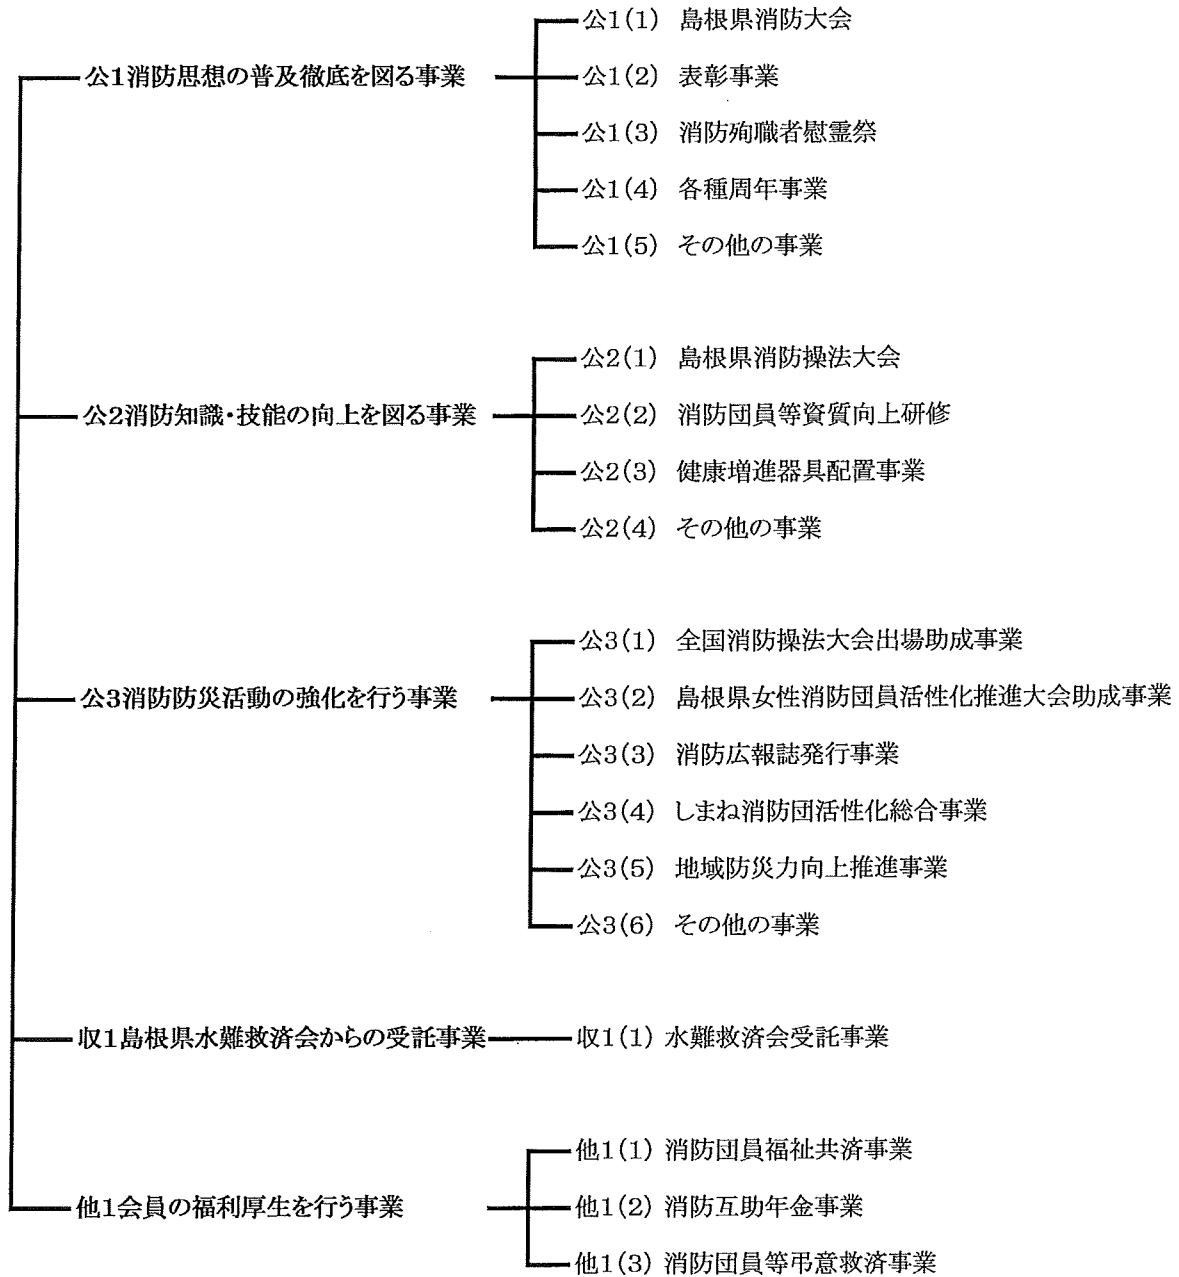 公1消防思想の普及徹底を図る事業
公1(1) 島根県消防大会
公1(2) 表彰事業
公1(3) 消防殉職者慰霊祭
公1(4) 各種周年事業
公1(5) その他の事業
公2消防知識・技能の向上を図る事業
公2(1) 島根県消防操法大会
公2(2) 消防団員等資質向上研修
公2(3) 健康増進器具配置事業
公2(4) その他の事業
公3消防防災活動の強化を行う事業
公3(1) 全国消防操法大会出場助成事業
公3(2) 島根県女性消防団員活性化推進大会助成事業
公3(3) 消防広報誌発行事業
公3(4) しまね消防団活性化総合事業
公3(5) 地域防災力向上推進事業
公3(6) その他の事業
収1島根県水難救済会からの受託事業
収1(1) 水難救済会受託事業
他1会員の福利厚生を行う事業
他1(1) 消防団員福祉共済事業
他1(2) 消防互助年金事業
他1(3) 消防団員等弔意救済事業